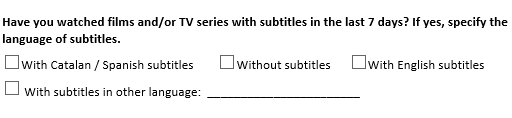 Have you watched films and/or TV series with subtitles in the last 7 days? If yes, specify the
language of subtitles.
With Catalan / Spanish subtitles Without subtitles With English subtitles
With subtitles in other language: ______________________